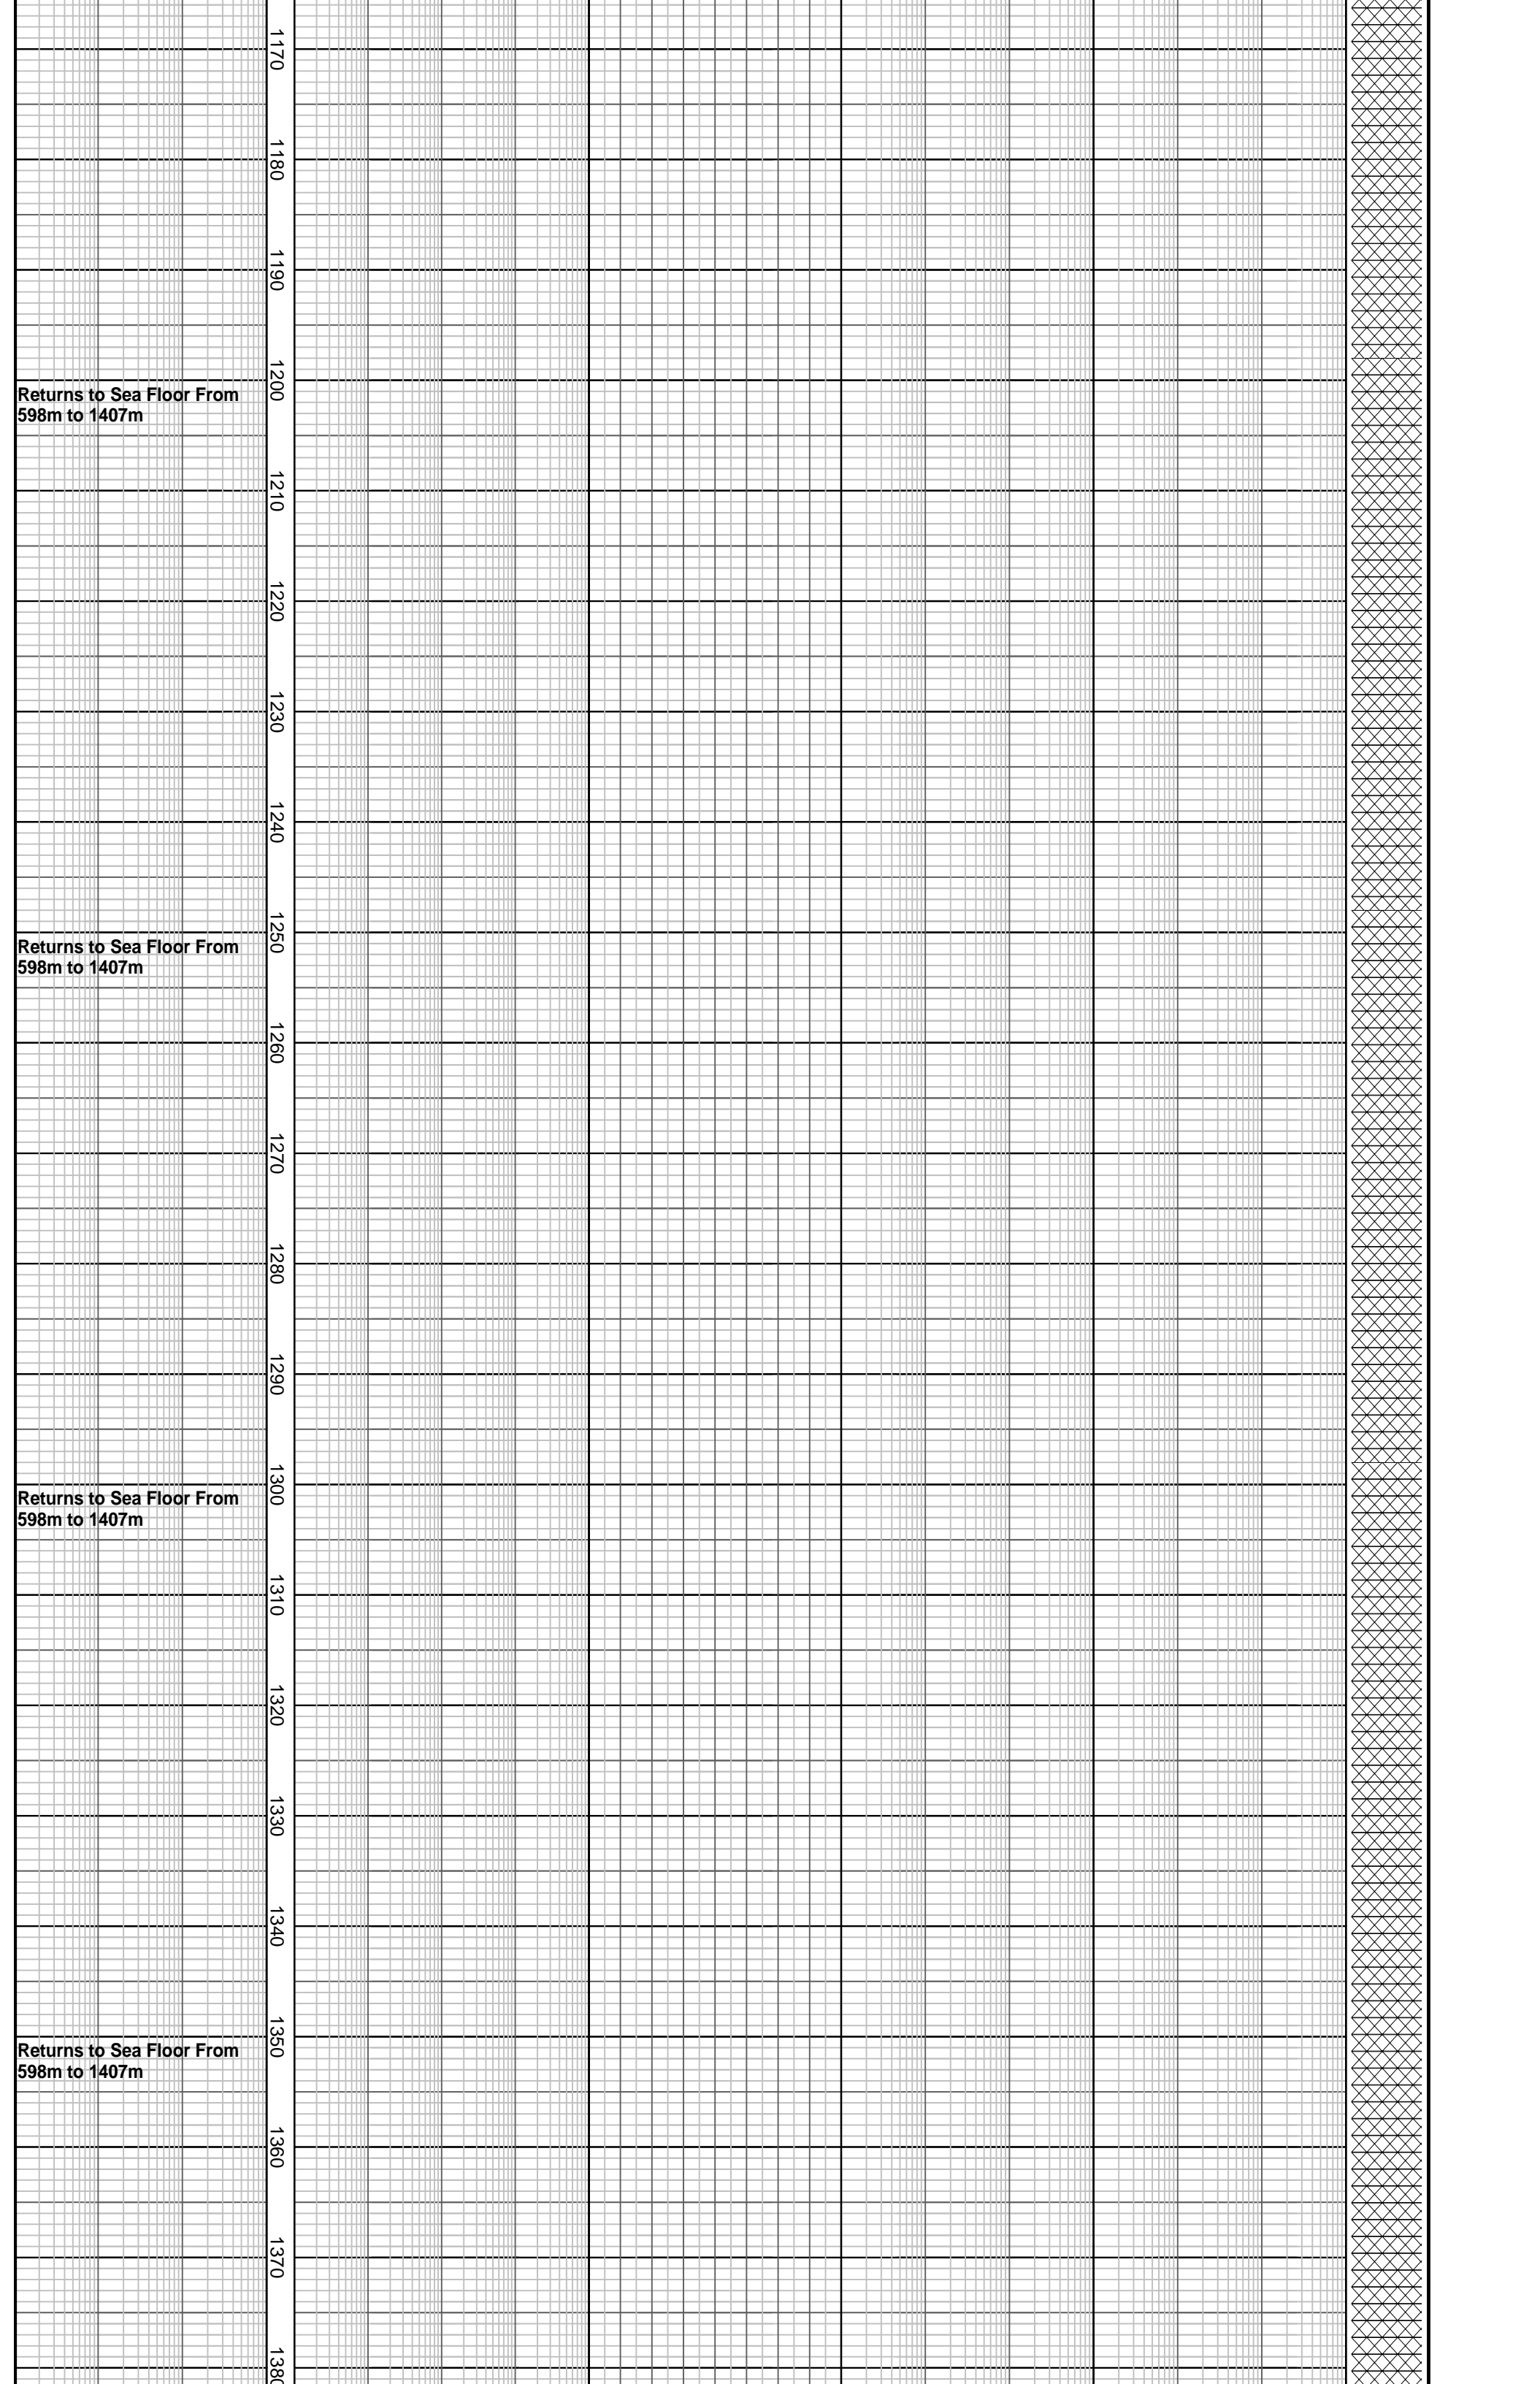 1170
1180
1190
1200
Returns to Sea Floor From
598m to 1407m
1210
1220
1230
1240
1250
Returns to Sea Floor From
598m to 1407m
1260
1270
1280
1290
1300
Returns to Sea Floor From
598m to 1407m
1310
1320
1330
1340
1350
Returns to Sea Floor From
598m to 1407m
1360
1370
1380